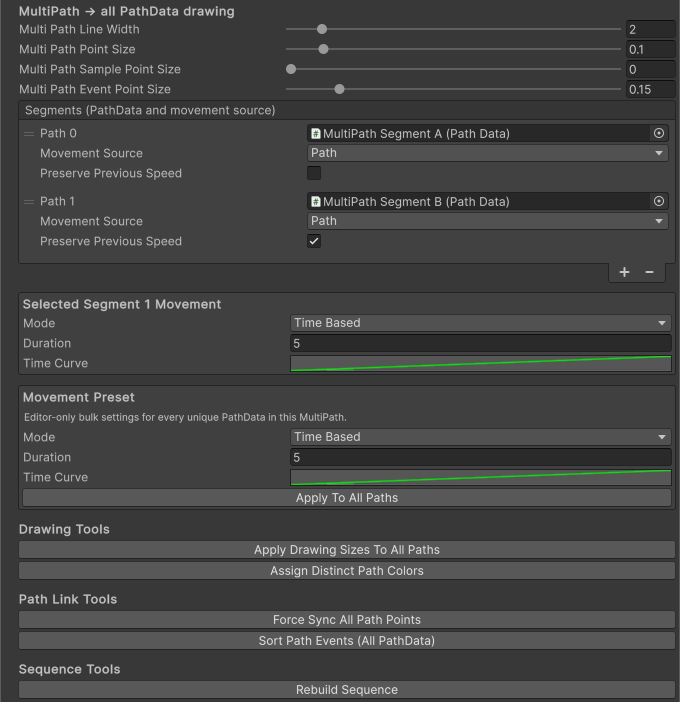 MultiPath → all PathData drawing
Multi Path Line Width 2
Multi Path Point Size 0.1
Multi Path Sample Point Size 0
Multi Path Event Point Size 0.15
Segments (PathData and movement source)
Path 0 MultiPath Segment A (Path Data)
Movement Source Path
Preserve Previous Speed
Path 1 MultiPath Segment B (Path Data)
Movement Source Path
Preserve Previous Speed
Selected Segment 1 Movement
Mode Time Based
Duration 5
Time Curve
Movement Preset
Editor-only bulk settings for every unique PathData in this MultiPath.
Mode Time Based
Duration 5
Time Curve
Apply To All Paths
Drawing Tools
Apply Drawing Sizes To All Paths
Assign Distinct Path Colors
Path Link Tools
Force Sync All Path Points
Sort Path Events (All PathData)
Sequence Tools
Rebuild Sequence